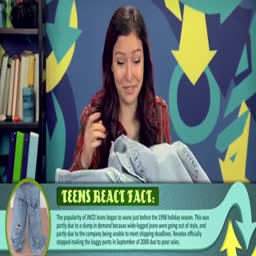 TEENS REACT FACT:
The popularity of JNCO Jeans began to wane just before the 1998 holiday season. This was
partly due to a slump in demand because wide-legged jeans were going out of style, and
partly due to the company being unable to meet shipping deadlines. Revatex officially
stopped making the baggy pants in September of 2000 due to poor sales.